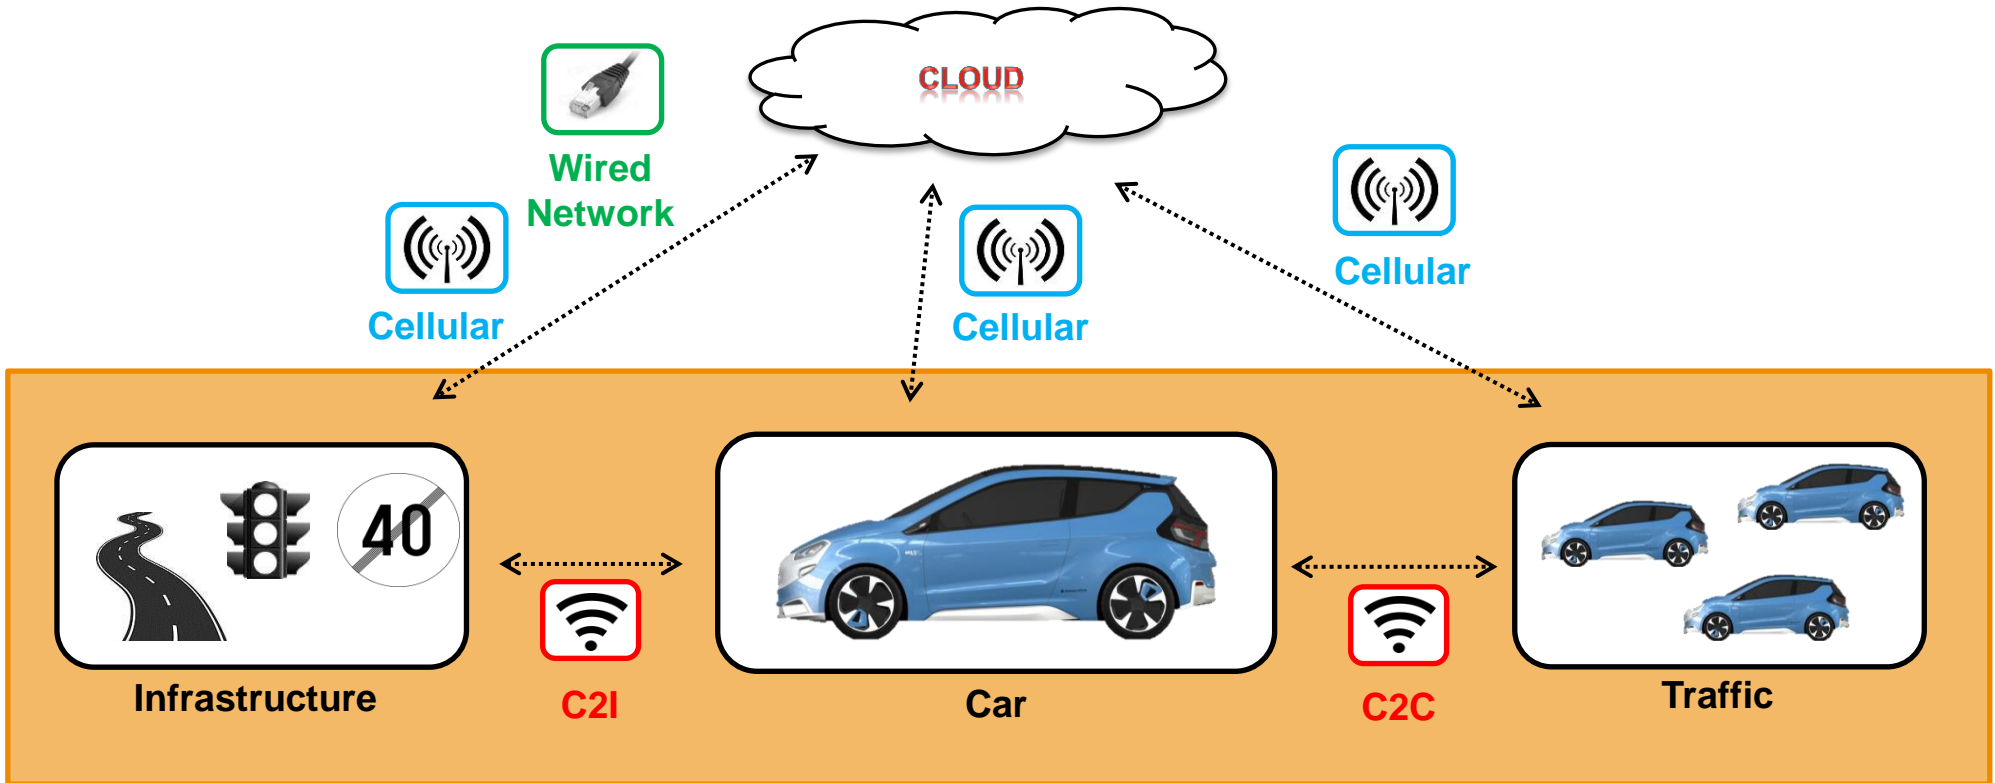 CLOUD
Wired
Network
Cellular
Cellular
Cellular
40
Infrastructure
C2I
Car
C2C
Traffic